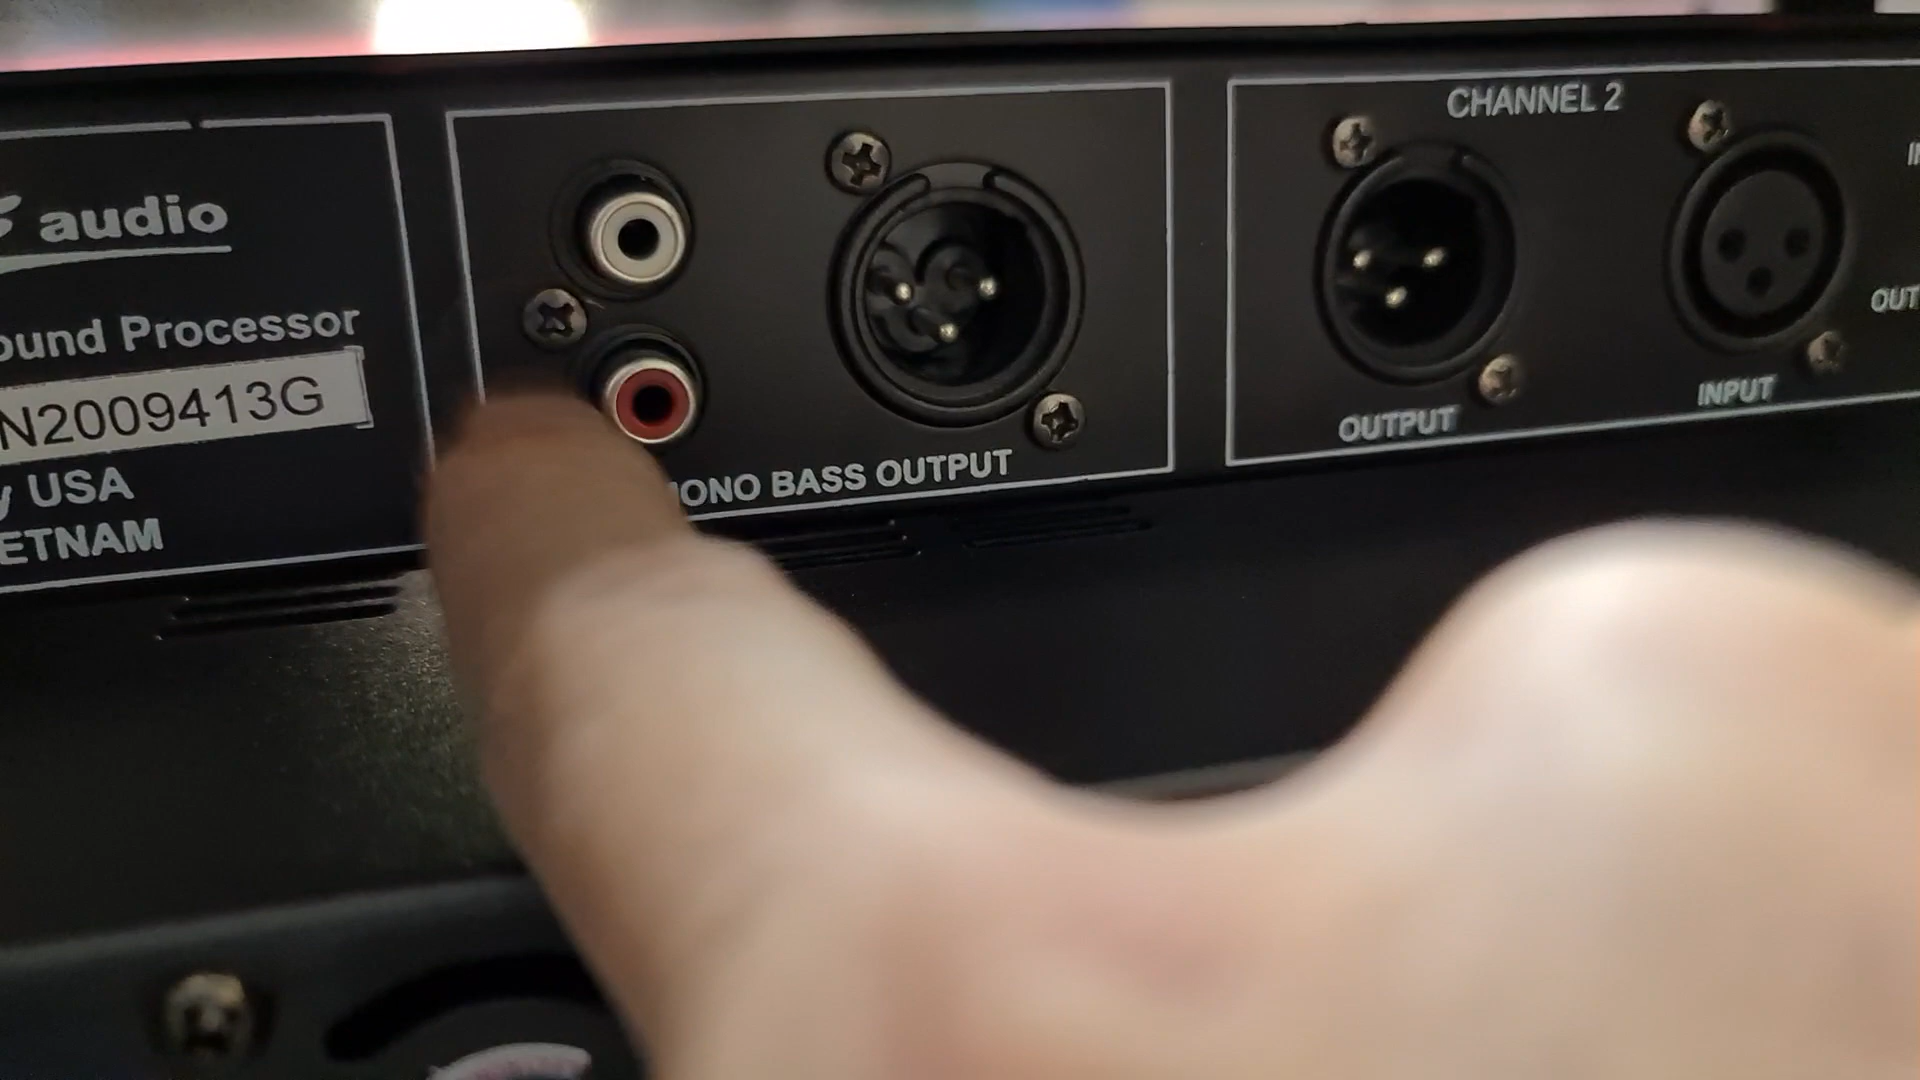 audio
ound Processor
N2009413G
y USA
ETNAM
ONO BASS OUTPUT
CHANNEL 2
OUTPUT
INPUT
OUT